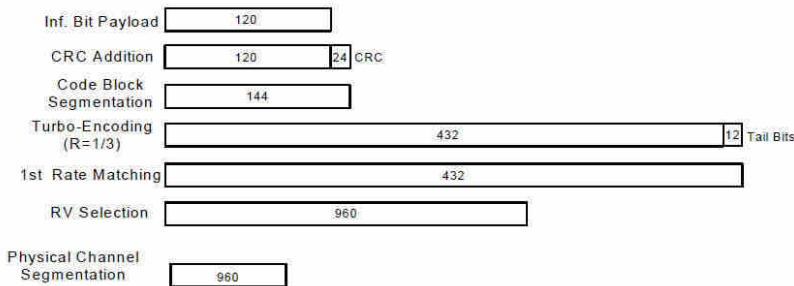 Inf. Bit Payload 120
CRC Addition 120 24 CRC
Code Block
Segmentation 144
Turbo-Encoding
(R=1/3) 432 12 Tail Bits
1st Rate Matching 432
RV Selection 960
Physical Channel
Segmentation 960